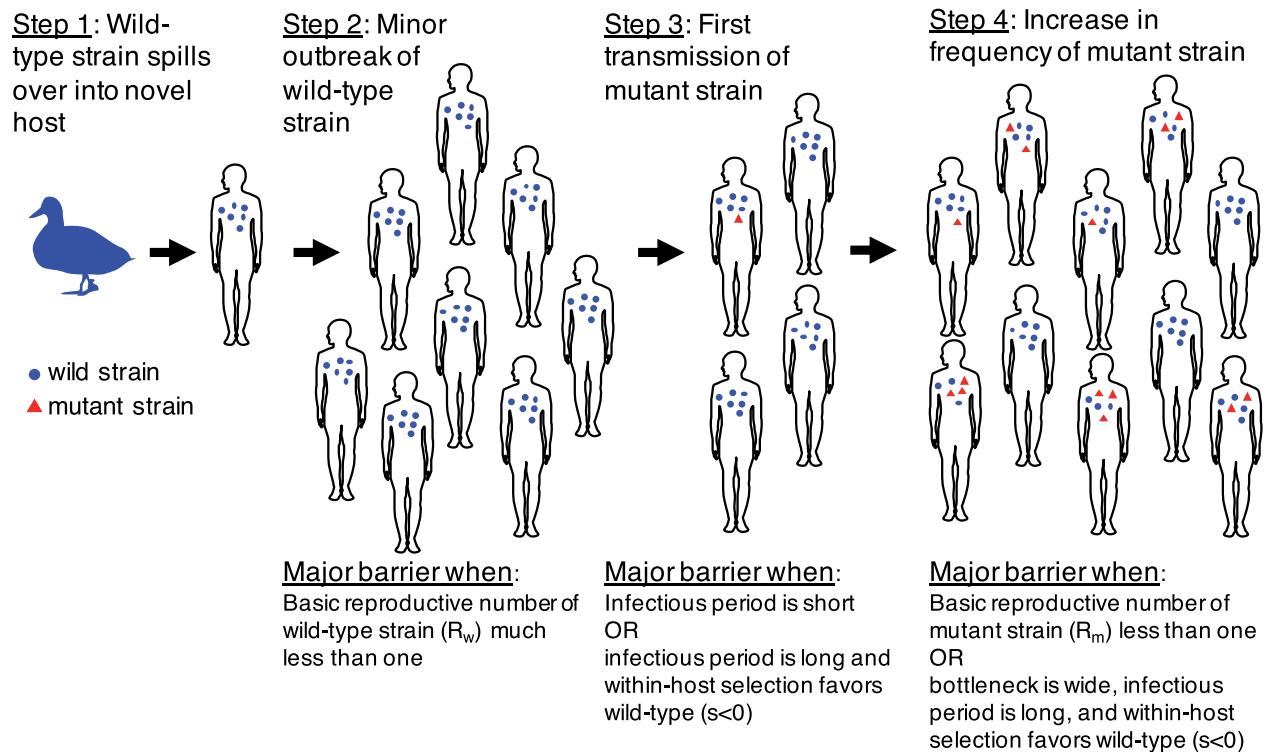 Step 1: Wild-
type strain spills
over into novel
host
Step 2: Minor
outbreak of
wild-type
strain
Step 3: First
transmission of
mutant strain
Step 4: Increase in
frequency of mutant strain
wild strain
mutant strain
Major barrier when:
Basic reproductive number of
wild-type strain (Rw) much
less than one
Major barrier when:
Infectious period is short
OR
infectious period is long and
within-host selection favors
wild-type (s<0)
Major barrier when:
Basic reproductive number of
mutant strain (Rm) less than one
OR
bottleneck is wide, infectious
period is long, and within-host
selection favors wild-type (s<0)